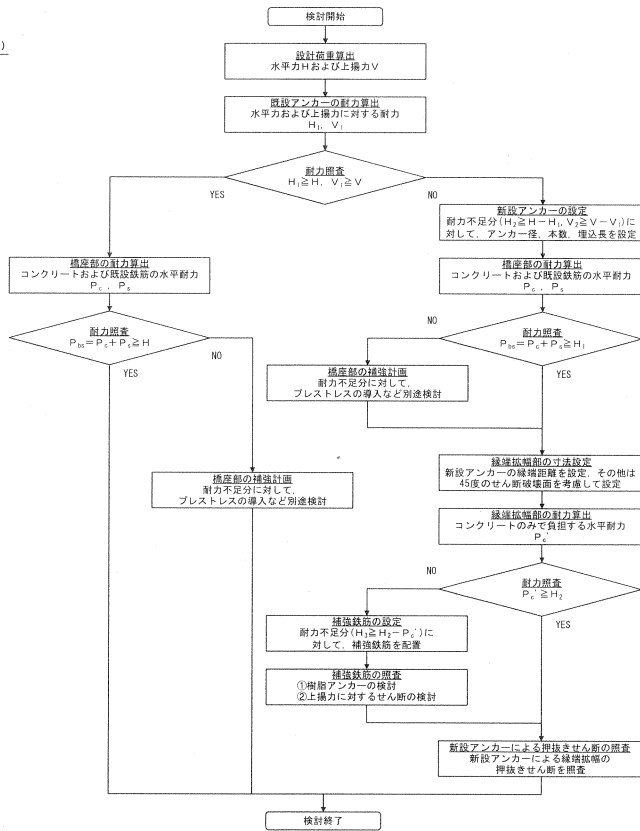 )
検討開始
設計荷重算出
水平力Hおよび上揚力V
既設アンカーの耐力算出
水平力および上揚力に対する耐力
H₁, V₁
耐力照査
H₁≧H, V₁≧V
YES
NO
新設アンカーの設定
耐力不足分(H₂≧H−H₁, V₂≧V−V₁)に
対して, アンカー径, 本数, 埋込長を設定
橋座部の耐力算出
コンクリートおよび既設鉄筋の水平耐力
Pc , Ps
橋座部の耐力算出
コンクリートおよび既設鉄筋の水平耐力
Pc , Ps
耐力照査
Pbs=Pc+Ps≧H
NO
YES
耐力照査
Pbs=Pc+Ps≧H₁
NO
YES
橋座部の補強計画
耐力不足分に対して,
プレストレスの導入など別途検討
縁端拡幅部の寸法設定
新設アンカーの縁端距離を設定, その他は
45度のせん断破壊面を考慮して設定
橋座部の補強計画
耐力不足分に対して,
プレストレスの導入など別途検討
縁端拡幅部の耐力算出
コンクリートのみで負担する水平耐力
Pc'
耐力照査
Pc'≧H₂
NO
YES
補強鉄筋の設定
耐力不足分(H₃≧H₂−Pc')に
対して, 補強鉄筋を配置
補強鉄筋の照査
①樹脂アンカーの検討
②上揚力に対するせん断の検討
新設アンカーによる押抜きせん断の照査
新設アンカーによる縁端拡幅の
押抜きせん断を照査
検討終了